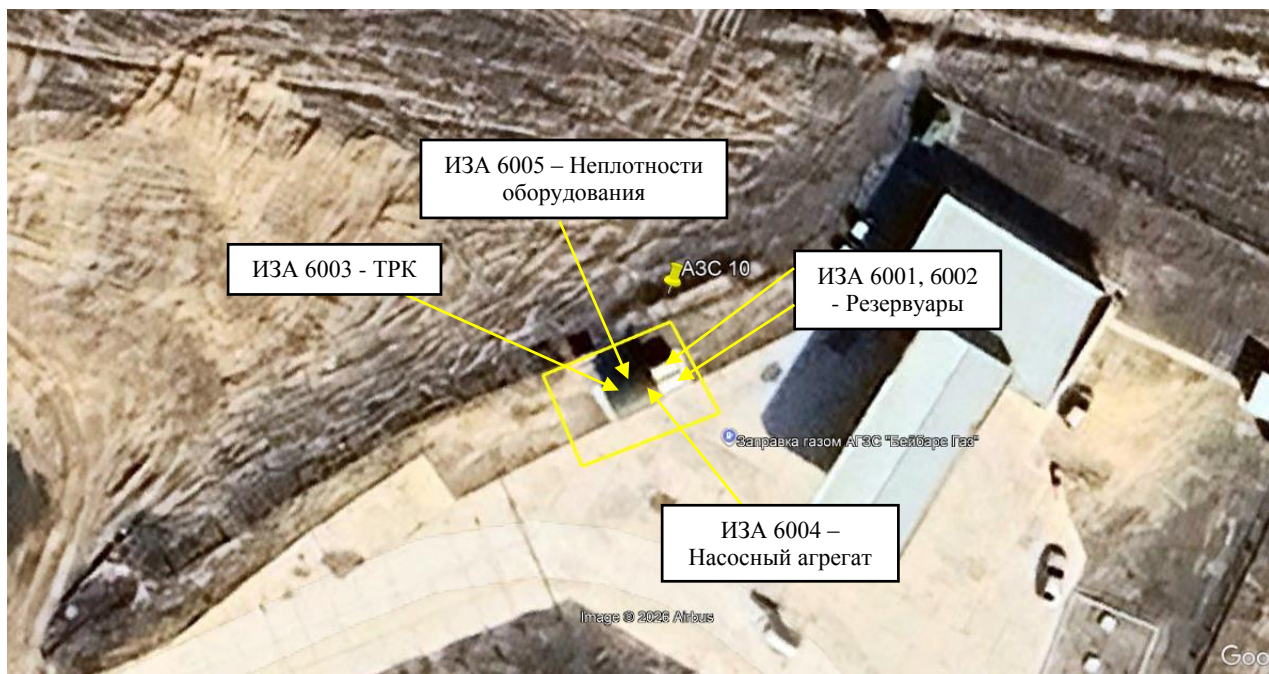 ИЗА 6005 – Неплотности
оборудования
ИЗА 6003 - ТРК
АЗС 10
ИЗА 6001, 6002
- Резервуары
Заправка газом АГЗС "Бейбарс Газ"
ИЗА 6004 –
Насосный агрегат
Image © 2026 Airbus
Goo